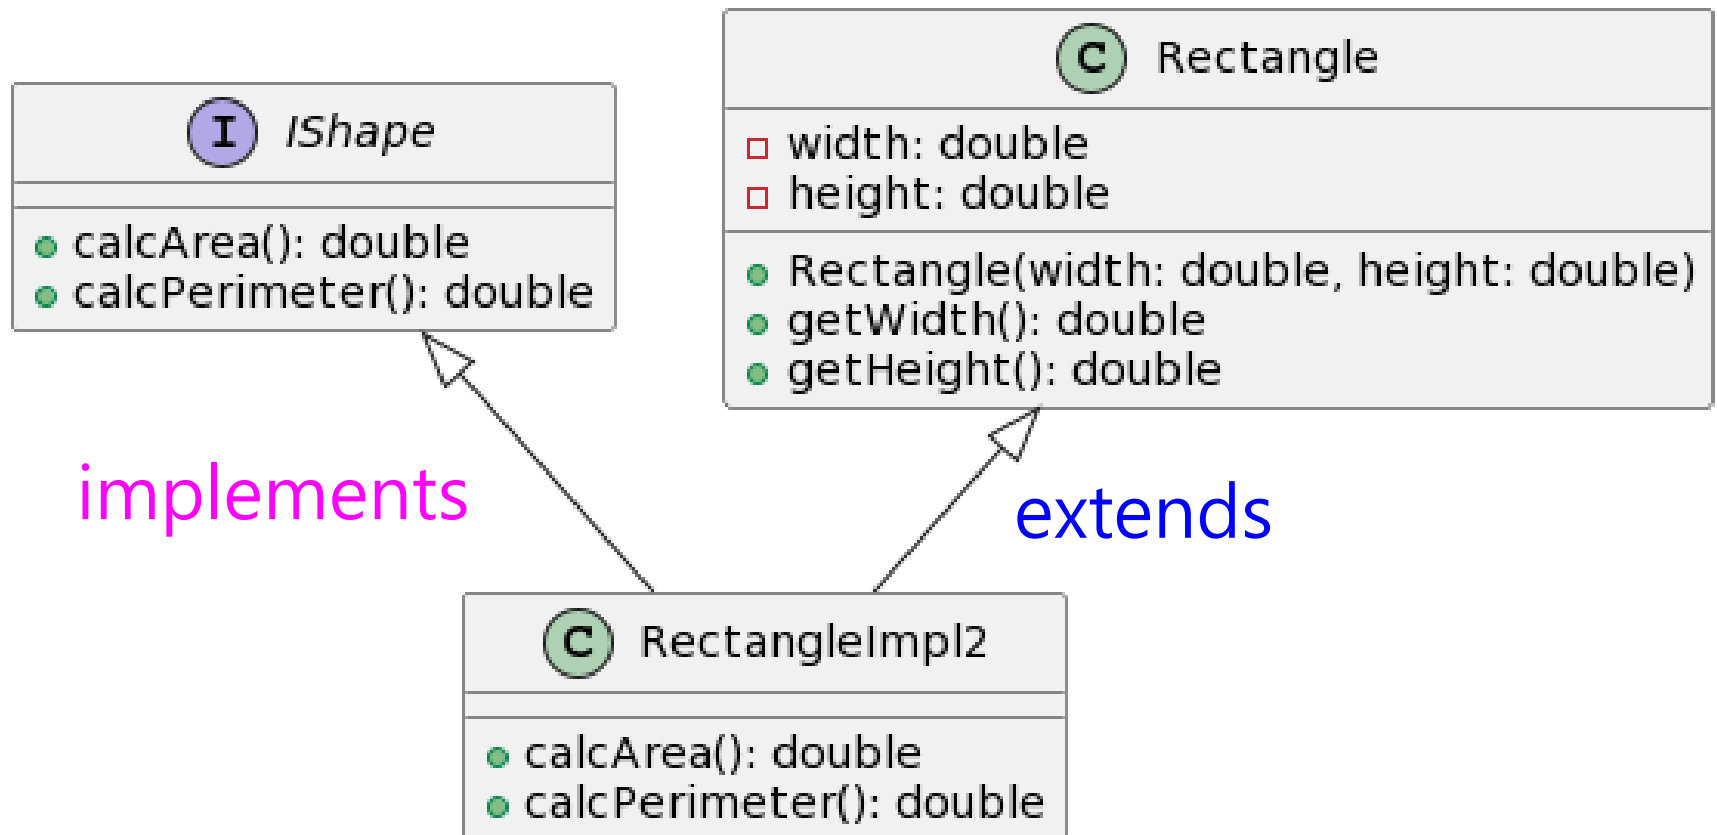 I IShape
calcArea(): double
calcPerimeter(): double
C Rectangle
width: double
height: double
Rectangle(width: double, height: double)
getWidth(): double
getHeight(): double
implements
extends
C RectangleImpl2
calcArea(): double
calcPerimeter(): double